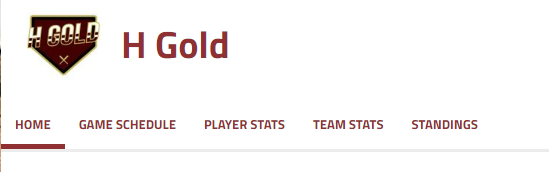 H GOLD
H Gold
HOME GAME SCHEDULE PLAYER STATS TEAM STATS STANDINGS